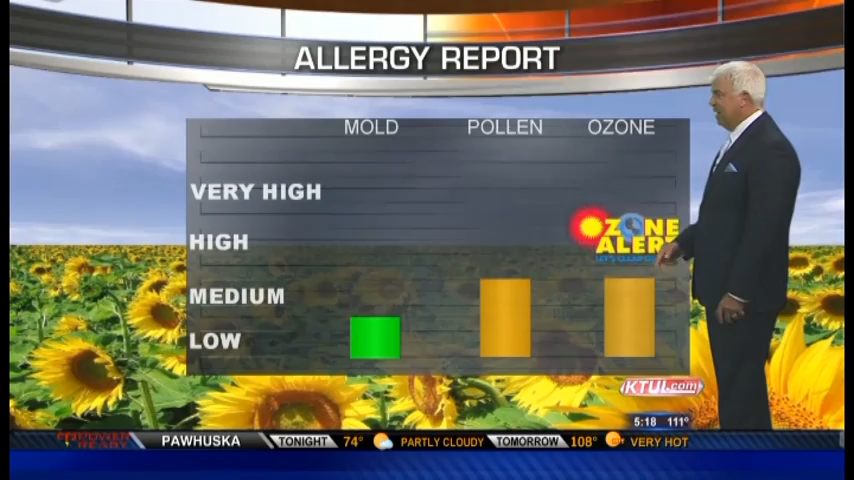 ALLERGY REPORT
MOLD POLLEN OZONE
VERY HIGH
HIGH
OZONE
ALERT
MEDIUM
LOW
KTUL.com
5:18 111°
PAWHUSKA TONIGHT 74° PARTLY CLOUDY TOMORROW 108° VERY HOT